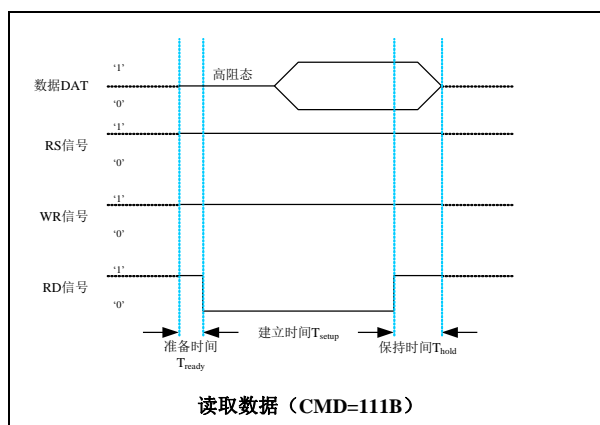 ‘1’
高阻态
数据DAT
‘0’
‘1’
RS信号
‘0’
‘1’
WR信号
‘0’
‘1’
RD信号
‘0’
准备时间
Tready
建立时间Tsetup
保持时间Thold
读取数据（CMD=111B）